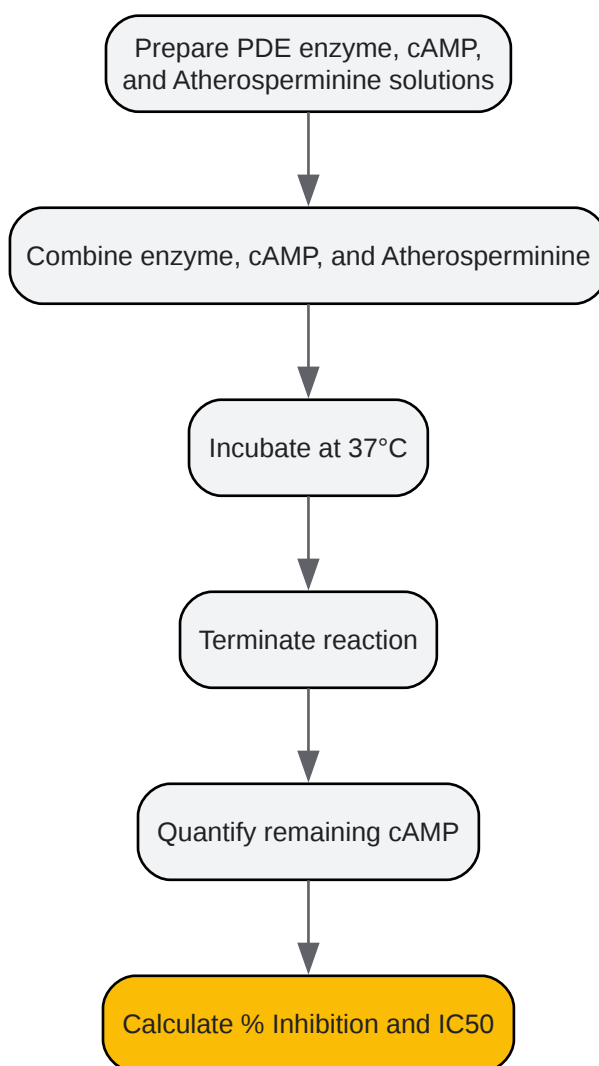 Prepare PDE enzyme, cAMP,
and Atherosperminine solutions
Combine enzyme, cAMP, and Atherosperminine
Incubate at 37°C
Terminate reaction
Quantify remaining cAMP
Calculate % Inhibition and IC50